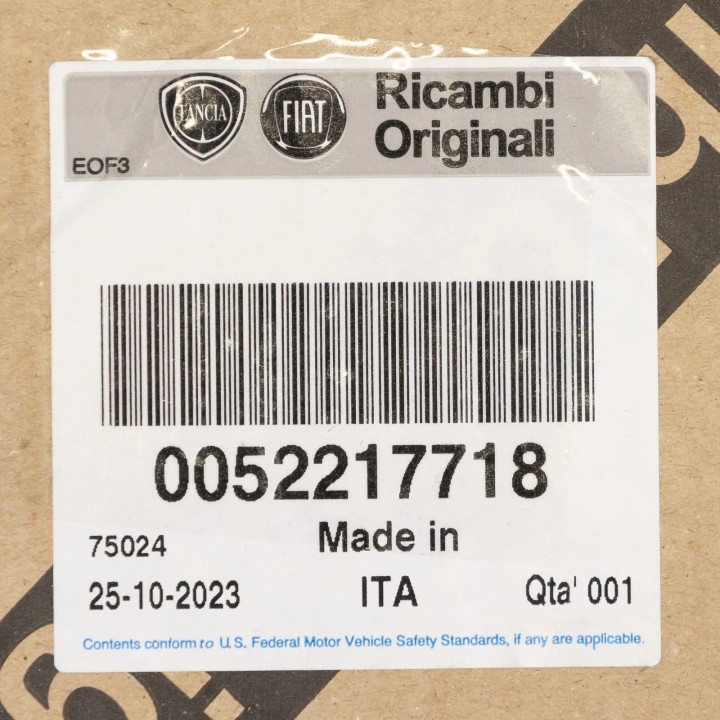 LANCIA FIAT Ricambi
Originali
EOF3
0052217718
75024 Made in
25-10-2023 ITA Qta' 001
Contents conform to U.S. Federal Motor Vehicle Safety Standards, if any are applicable.